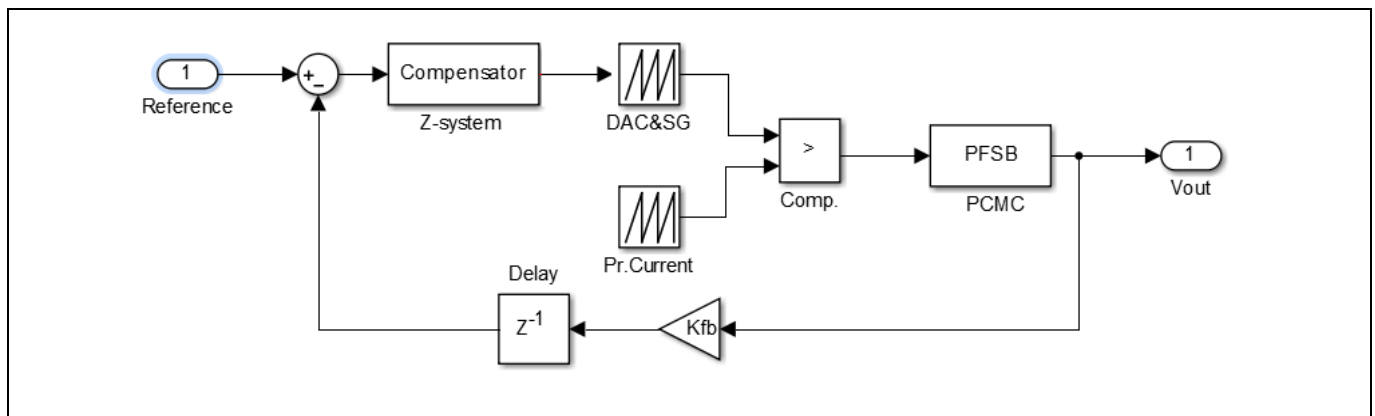 1
Reference
+
-
Compensator
Z-system
DAC&SG
Pr.Current
>
Comp.
PFSB
PCMC
1
Vout
Delay
Z-1
Kfb